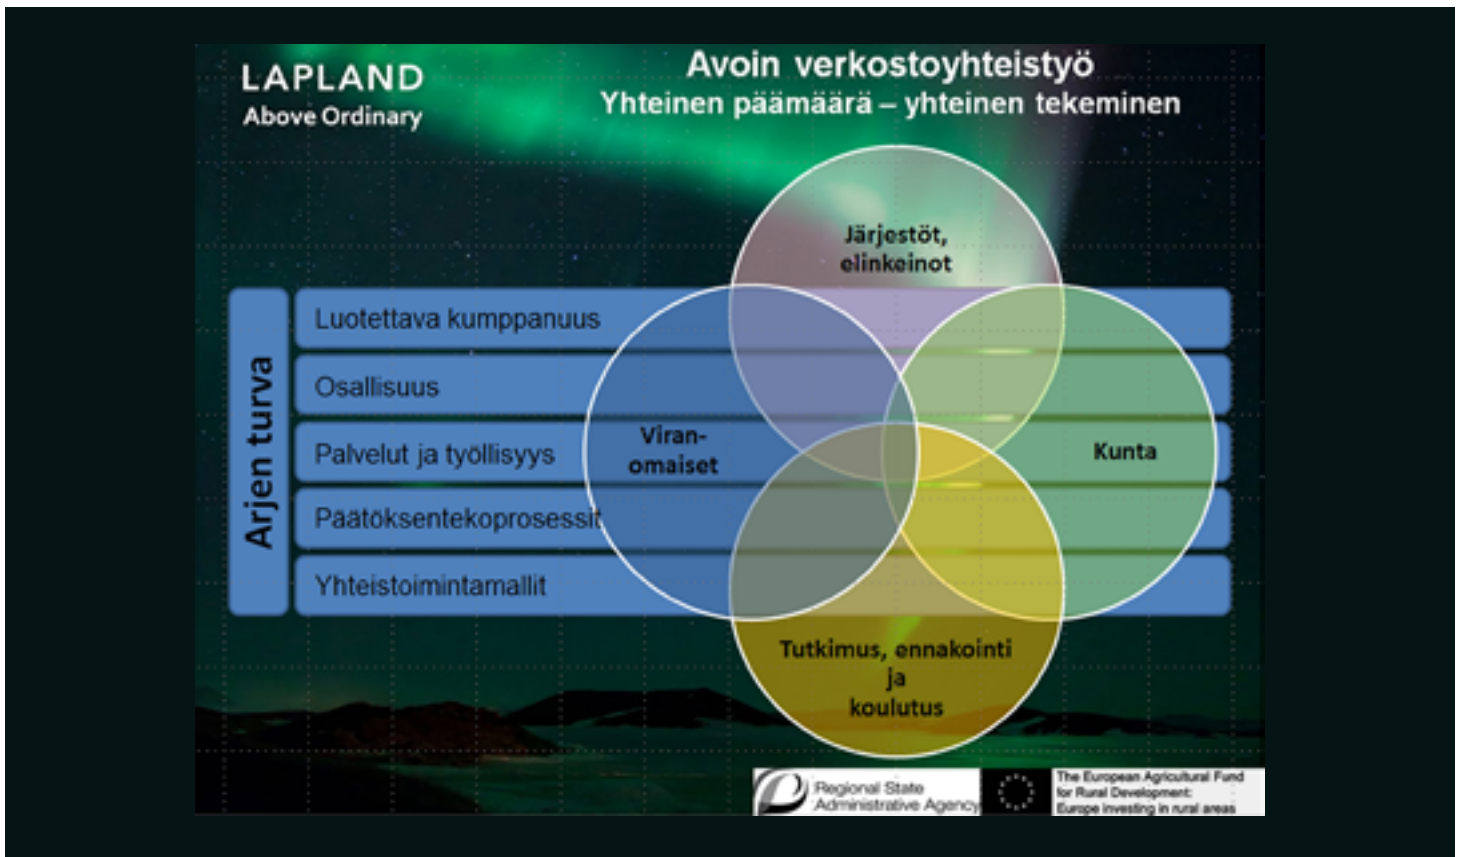 LAPLAND
Above Ordinary
Avoin verkostoyhteistyö
Yhteinen päämäärä – yhteinen tekeminen
Järjestöt,
elinkeinot
Arjen turva
Luotettava kumppanuus
Osallisuus
Palvelut ja työllisyys
Päätöksentekoprosessit
Yhteistoimintamallit
Viran-
omaiset
Kunta
Tutkimus, ennakointi
ja
koulutus
Regional State
Administrative Agency
The European Agricultural Fund
for Rural Development:
Europe investing in rural areas